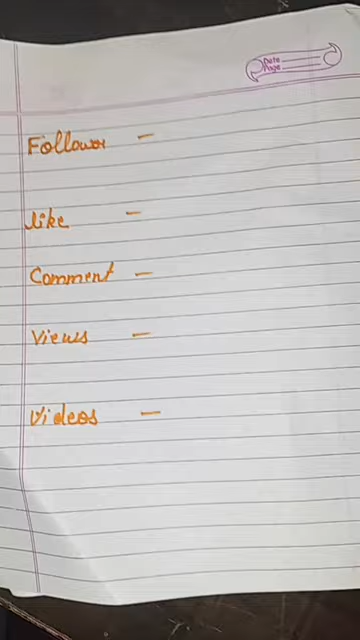 Date
Page
Follower —
like —
Comment —
Views —
Videos —